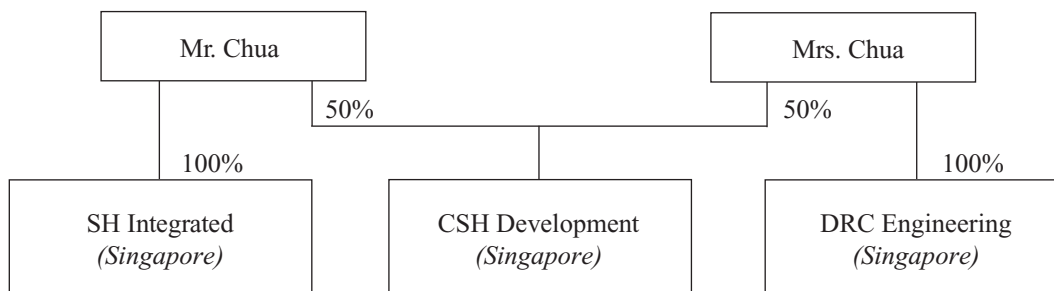 Mr. Chua
Mrs. Chua
50%
50%
100%
100%
SH Integrated
(Singapore)
CSH Development
(Singapore)
DRC Engineering
(Singapore)